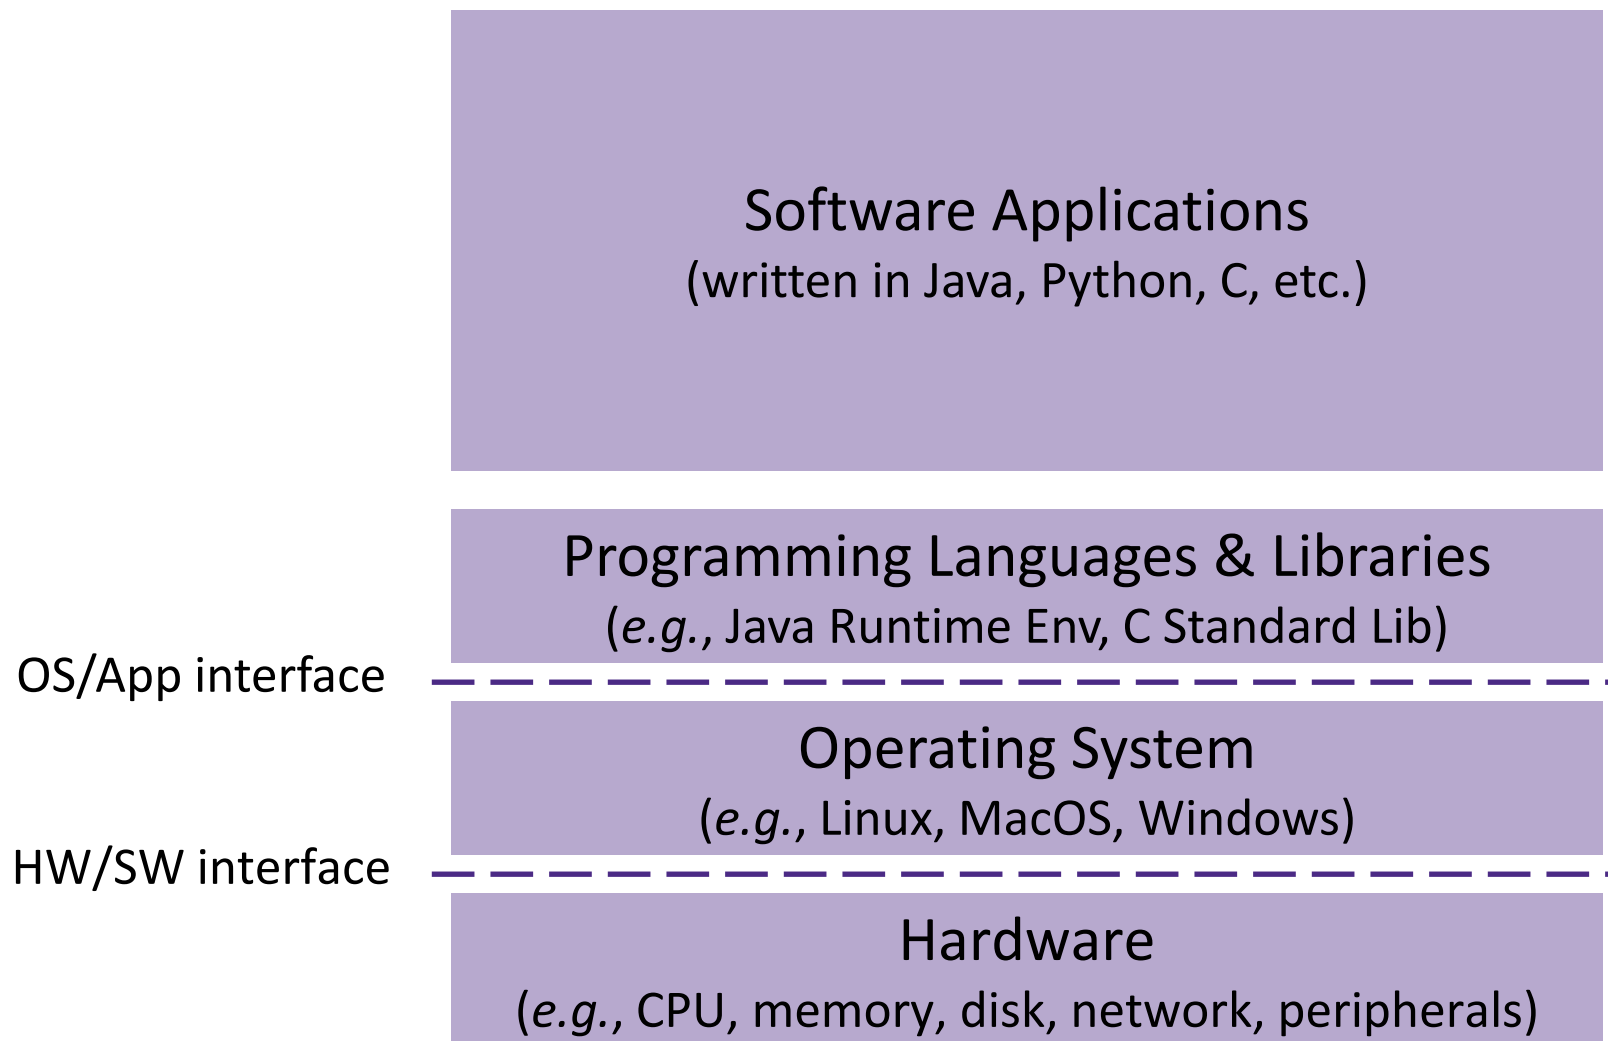 Software Applications
(written in Java, Python, C, etc.)
Programming Languages & Libraries
(e.g., Java Runtime Env, C Standard Lib)
OS/App interface
Operating System
(e.g., Linux, MacOS, Windows)
HW/SW interface
Hardware
(e.g., CPU, memory, disk, network, peripherals)